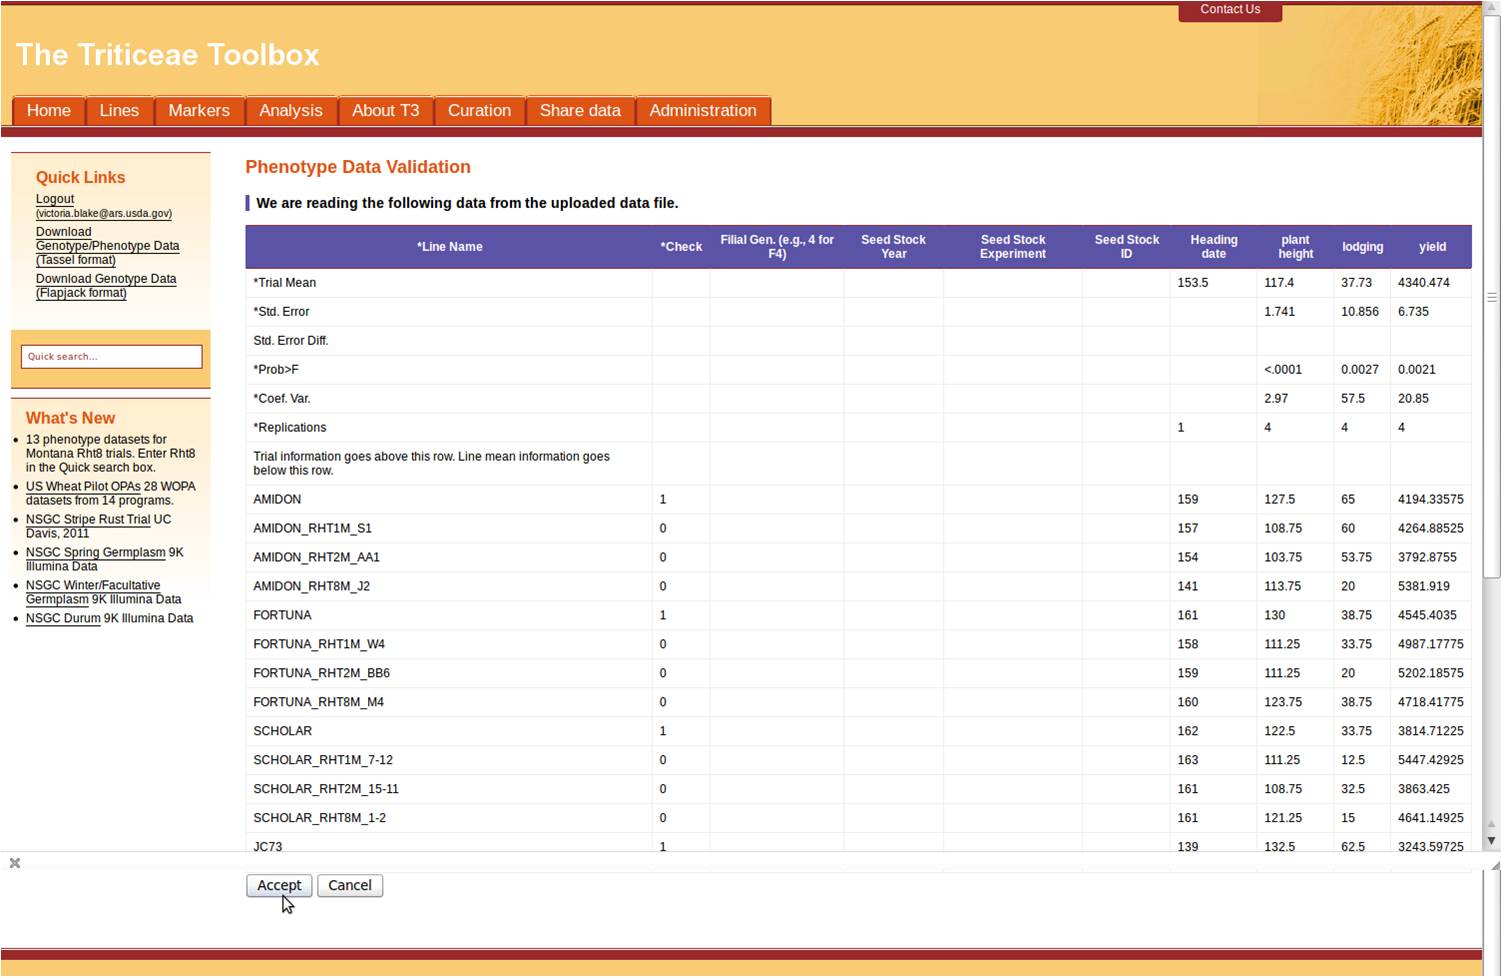 Contact Us
The Triticeae Toolbox
Home Lines Markers Analysis About T3 Curation Share data Administration
Quick Links
Logout
(victoria.blake@ars.usda.gov)
Download
Genotype/Phenotype Data
(Tassel format)
Download Genotype Data
(Flapjack format)
Quick search...
What's New
13 phenotype datasets for
Montana Rht8 trials. Enter Rht8
in the Quick search box.
US Wheat Pilot OPAs 28 WOPA
datasets from 14 programs.
NSGC Stripe Rust Trial UC
Davis, 2011
NSGC Spring Germplasm 9K
Illumina Data
NSGC Winter/Facultative
Germplasm 9K Illumina Data
NSGC Durum 9K Illumina Data
Phenotype Data Validation
We are reading the following data from the uploaded data file.
*Line Name *Check Filial Gen. (e.g., 4 for F4) Seed Stock Year Seed Stock Experiment Seed Stock ID Heading date plant height lodging yield
*Trial Mean 153.5 117.4 37.73 4340.474
*Std. Error 1.741 10.856 6.735
Std. Error Diff.
*Prob>F <.0001 0.0027 0.0021
*Coef. Var. 2.97 57.5 20.85
*Replications 1 4 4 4
Trial information goes above this row. Line mean information goes
below this row.
AMIDON 1 159 127.5 65 4194.33575
AMIDON_RHT1M_S1 0 157 108.75 60 4264.88525
AMIDON_RHT2M_AA1 0 154 103.75 53.75 3792.8755
AMIDON_RHT8M_J2 0 141 113.75 20 5381.919
FORTUNA 1 161 130 38.75 4545.4035
FORTUNA_RHT1M_W4 0 158 111.25 33.75 4987.17775
FORTUNA_RHT2M_BB6 0 159 111.25 20 5202.18575
FORTUNA_RHT8M_M4 0 160 123.75 38.75 4718.41775
SCHOLAR 1 162 122.5 33.75 3814.71225
SCHOLAR_RHT1M_7-12 0 163 111.25 12.5 5447.42925
SCHOLAR_RHT2M_15-11 0 161 108.75 32.5 3863.425
SCHOLAR_RHT8M_1-2 0 161 121.25 15 4641.14925
JC73 1 139 132.5 62.5 3243.59725
Accept Cancel